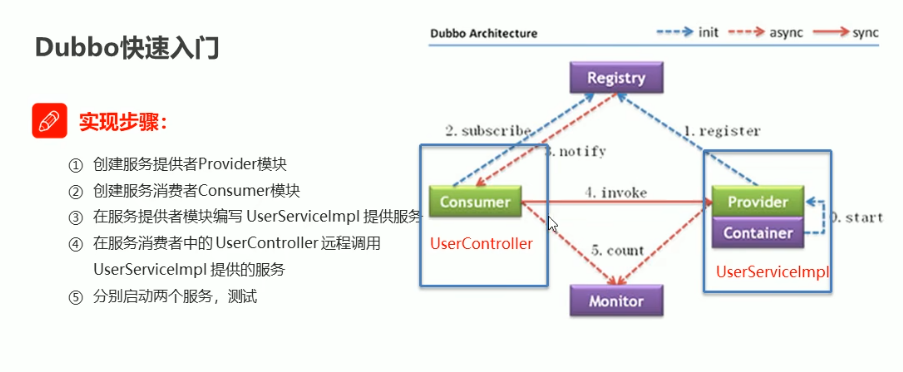 Dubbo快速入门
实现步骤：
① 创建服务提供者Provider模块
② 创建服务消费者Consumer模块
③ 在服务提供者模块编写 UserServiceImpl 提供服务
④ 在服务消费者中的 UserController 远程调用
UserServiceImpl 提供的服务
⑤ 分别启动两个服务，测试
Dubbo Architecture
init
async
sync
Registry
2. subscribe
1. register
3. notify
Consumer
4. invoke
Provider
Container
0. start
UserController
5. count
UserServiceImpl
Monitor